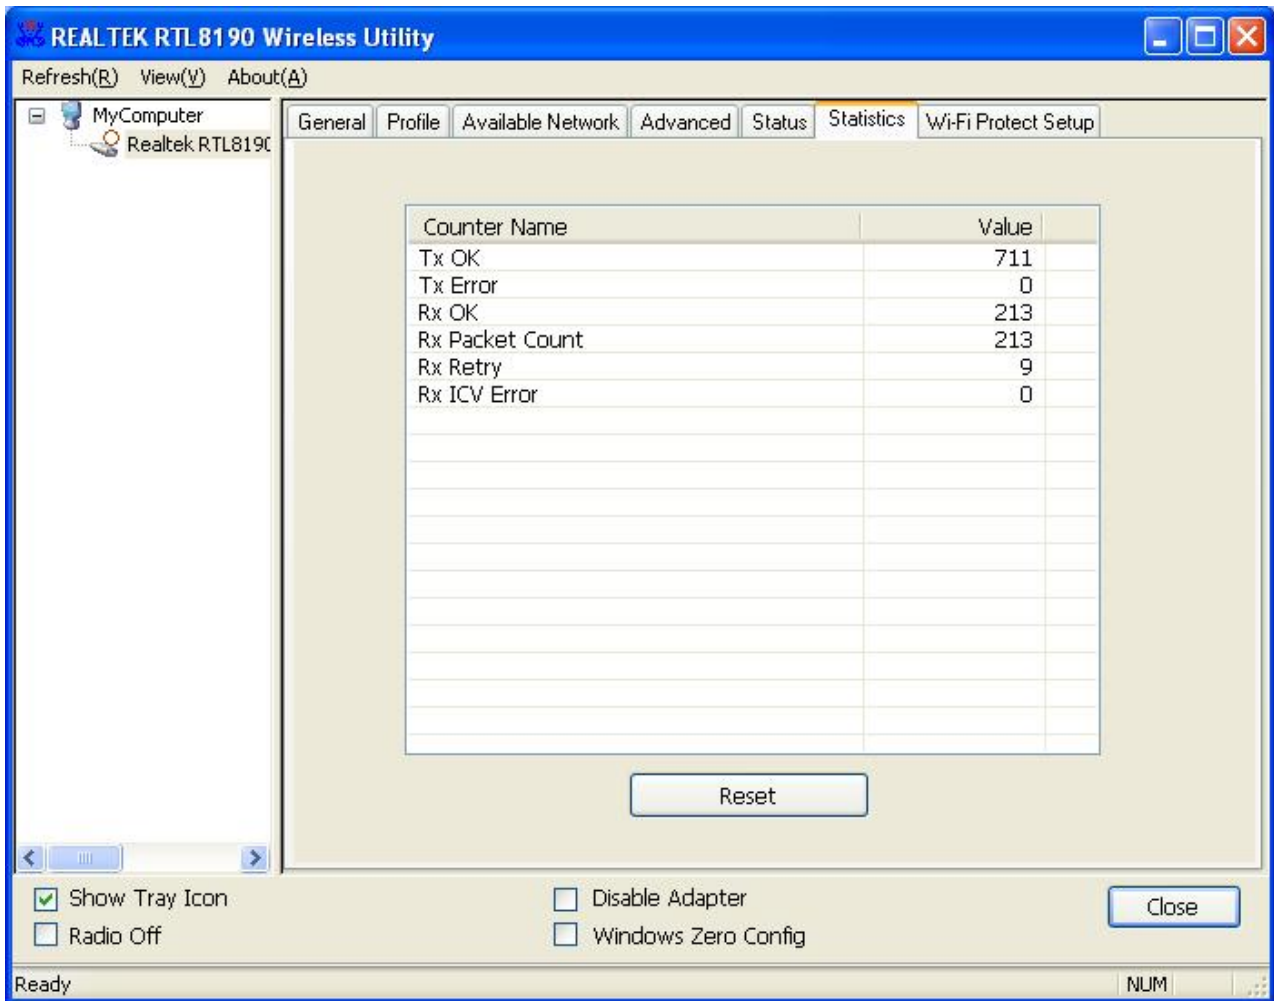 REALTEK RTL8190 Wireless Utility
Refresh(R) View(V) About(A)
MyComputer
Realtek RTL8190
General Profile Available Network Advanced Status Statistics Wi-Fi Protect Setup
Counter Name Value
Tx OK 711
Tx Error 0
Rx OK 213
Rx Packet Count 213
Rx Retry 9
Rx ICV Error 0
Reset
Show Tray Icon Disable Adapter
Close
Radio Off Windows Zero Config
Ready NUM